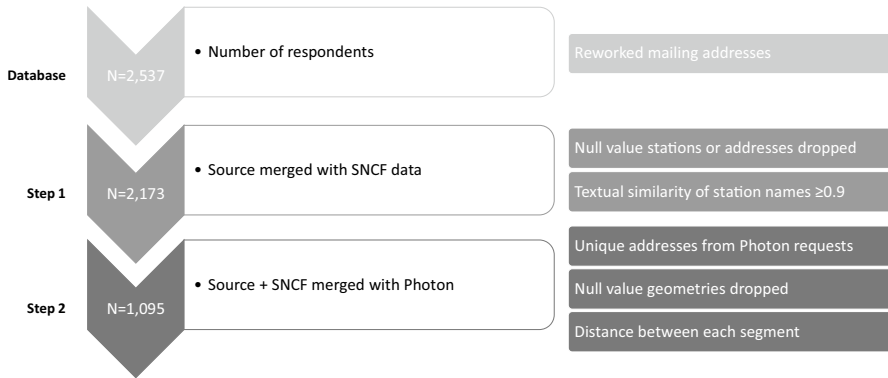 Database
N=2,537
• Number of respondents
Reworked mailing addresses
Step 1
N=2,173
• Source merged with SNCF data
Null value stations or addresses dropped
Textual similarity of station names ≥0.9
Step 2
N=1,095
• Source + SNCF merged with Photon
Unique addresses from Photon requests
Null value geometries dropped
Distance between each segment